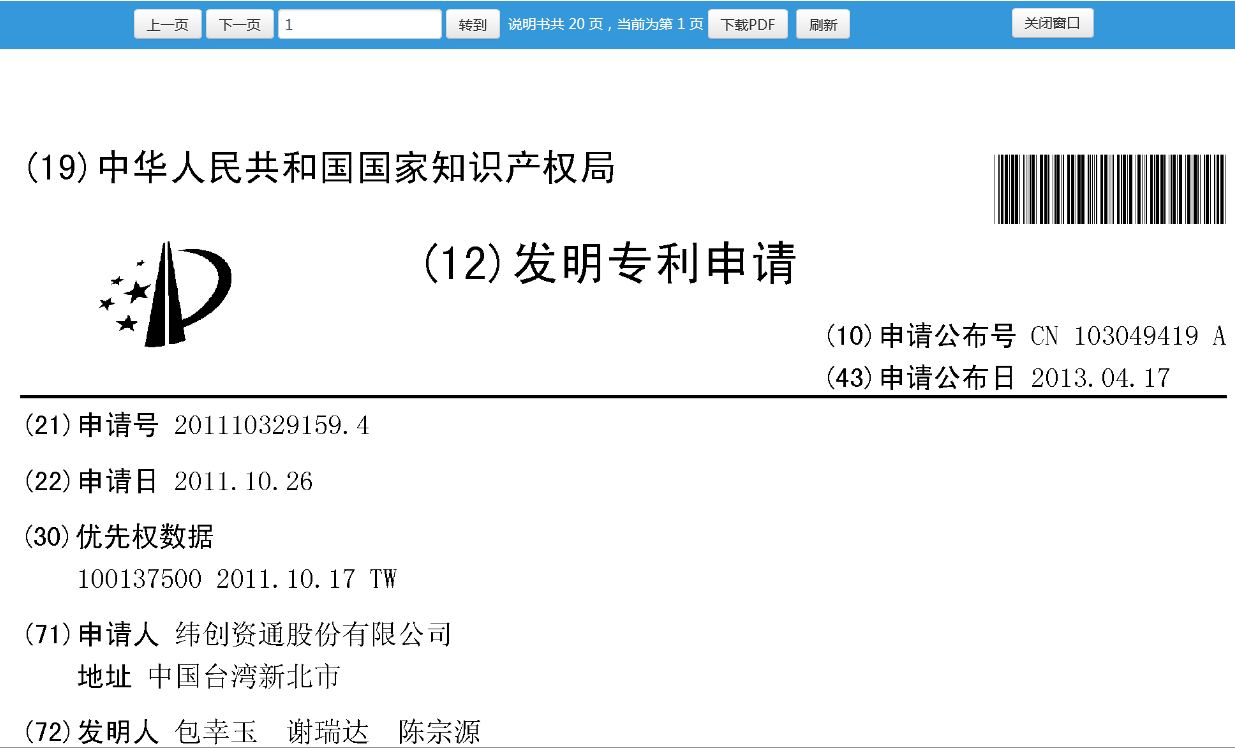 上一页 下一页 1 转到 说明书共 20 页，当前为第 1 页 下载PDF 刷新 关闭窗口
(19)中华人民共和国国家知识产权局
(12)发明专利申请
(10)申请公布号 CN 103049419 A
(43)申请公布日 2013.04.17
(21)申请号 201110329159.4
(22)申请日 2011.10.26
(30)优先权数据
100137500 2011.10.17 TW
(71)申请人 纬创资通股份有限公司
地址 中国台湾新北市
(72)发明人 包幸玉 谢瑞达 陈宗源